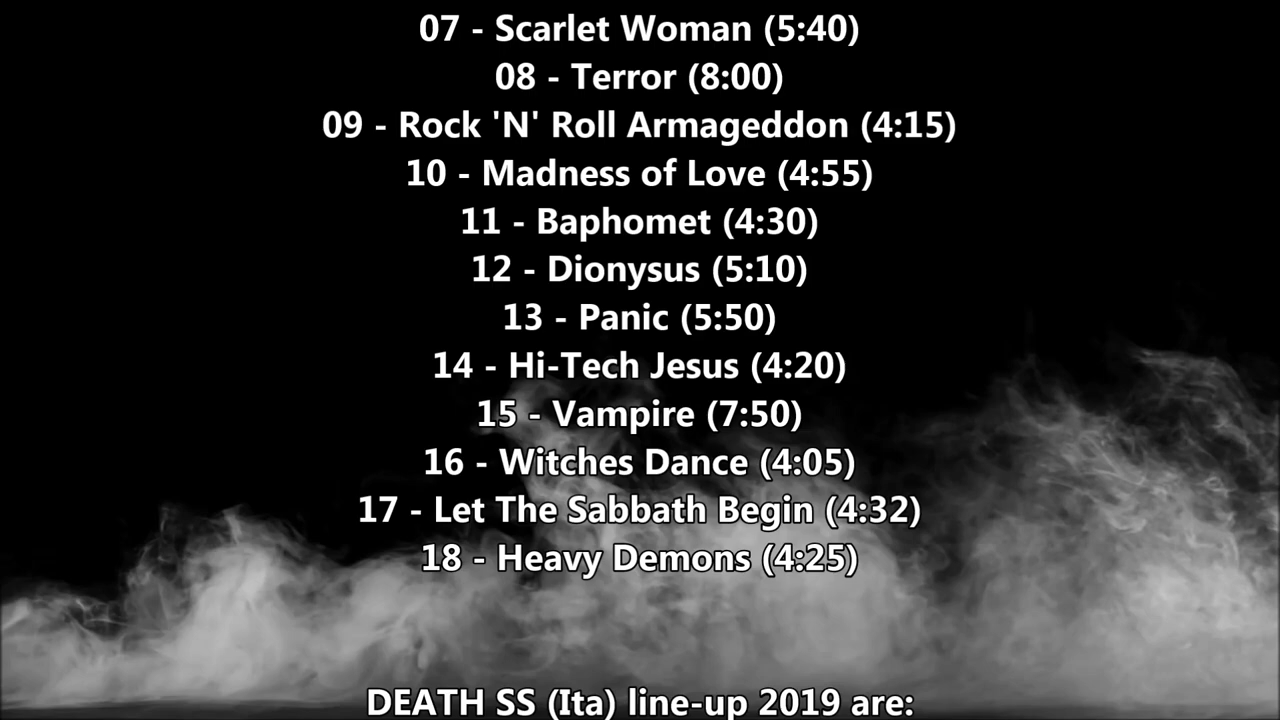 07 - Scarlet Woman (5:40)
08 - Terror (8:00)
09 - Rock 'N' Roll Armageddon (4:15)
10 - Madness of Love (4:55)
11 - Baphomet (4:30)
12 - Dionysus (5:10)
13 - Panic (5:50)
14 - Hi-Tech Jesus (4:20)
15 - Vampire (7:50)
16 - Witches Dance (4:05)
17 - Let The Sabbath Begin (4:32)
18 - Heavy Demons (4:25)
DEATH SS (Ita) line-up 2019 are: